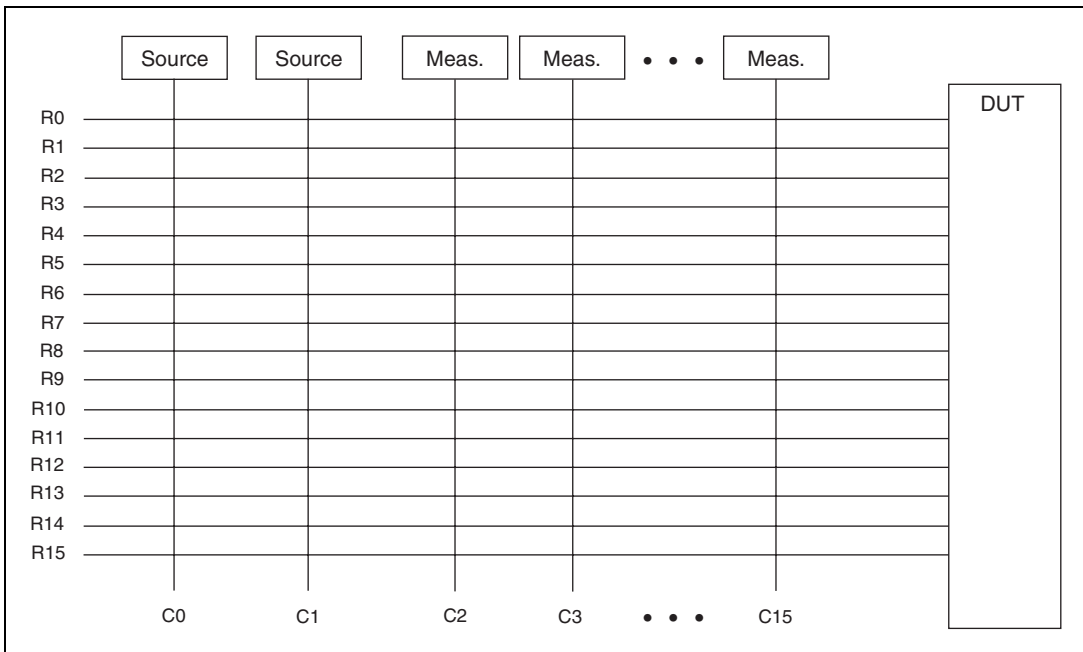 Source Source Meas. Meas. • • • Meas.
DUT
R0
R1
R2
R3
R4
R5
R6
R7
R8
R9
R10
R11
R12
R13
R14
R15
C0 C1 C2 C3 • • • C15